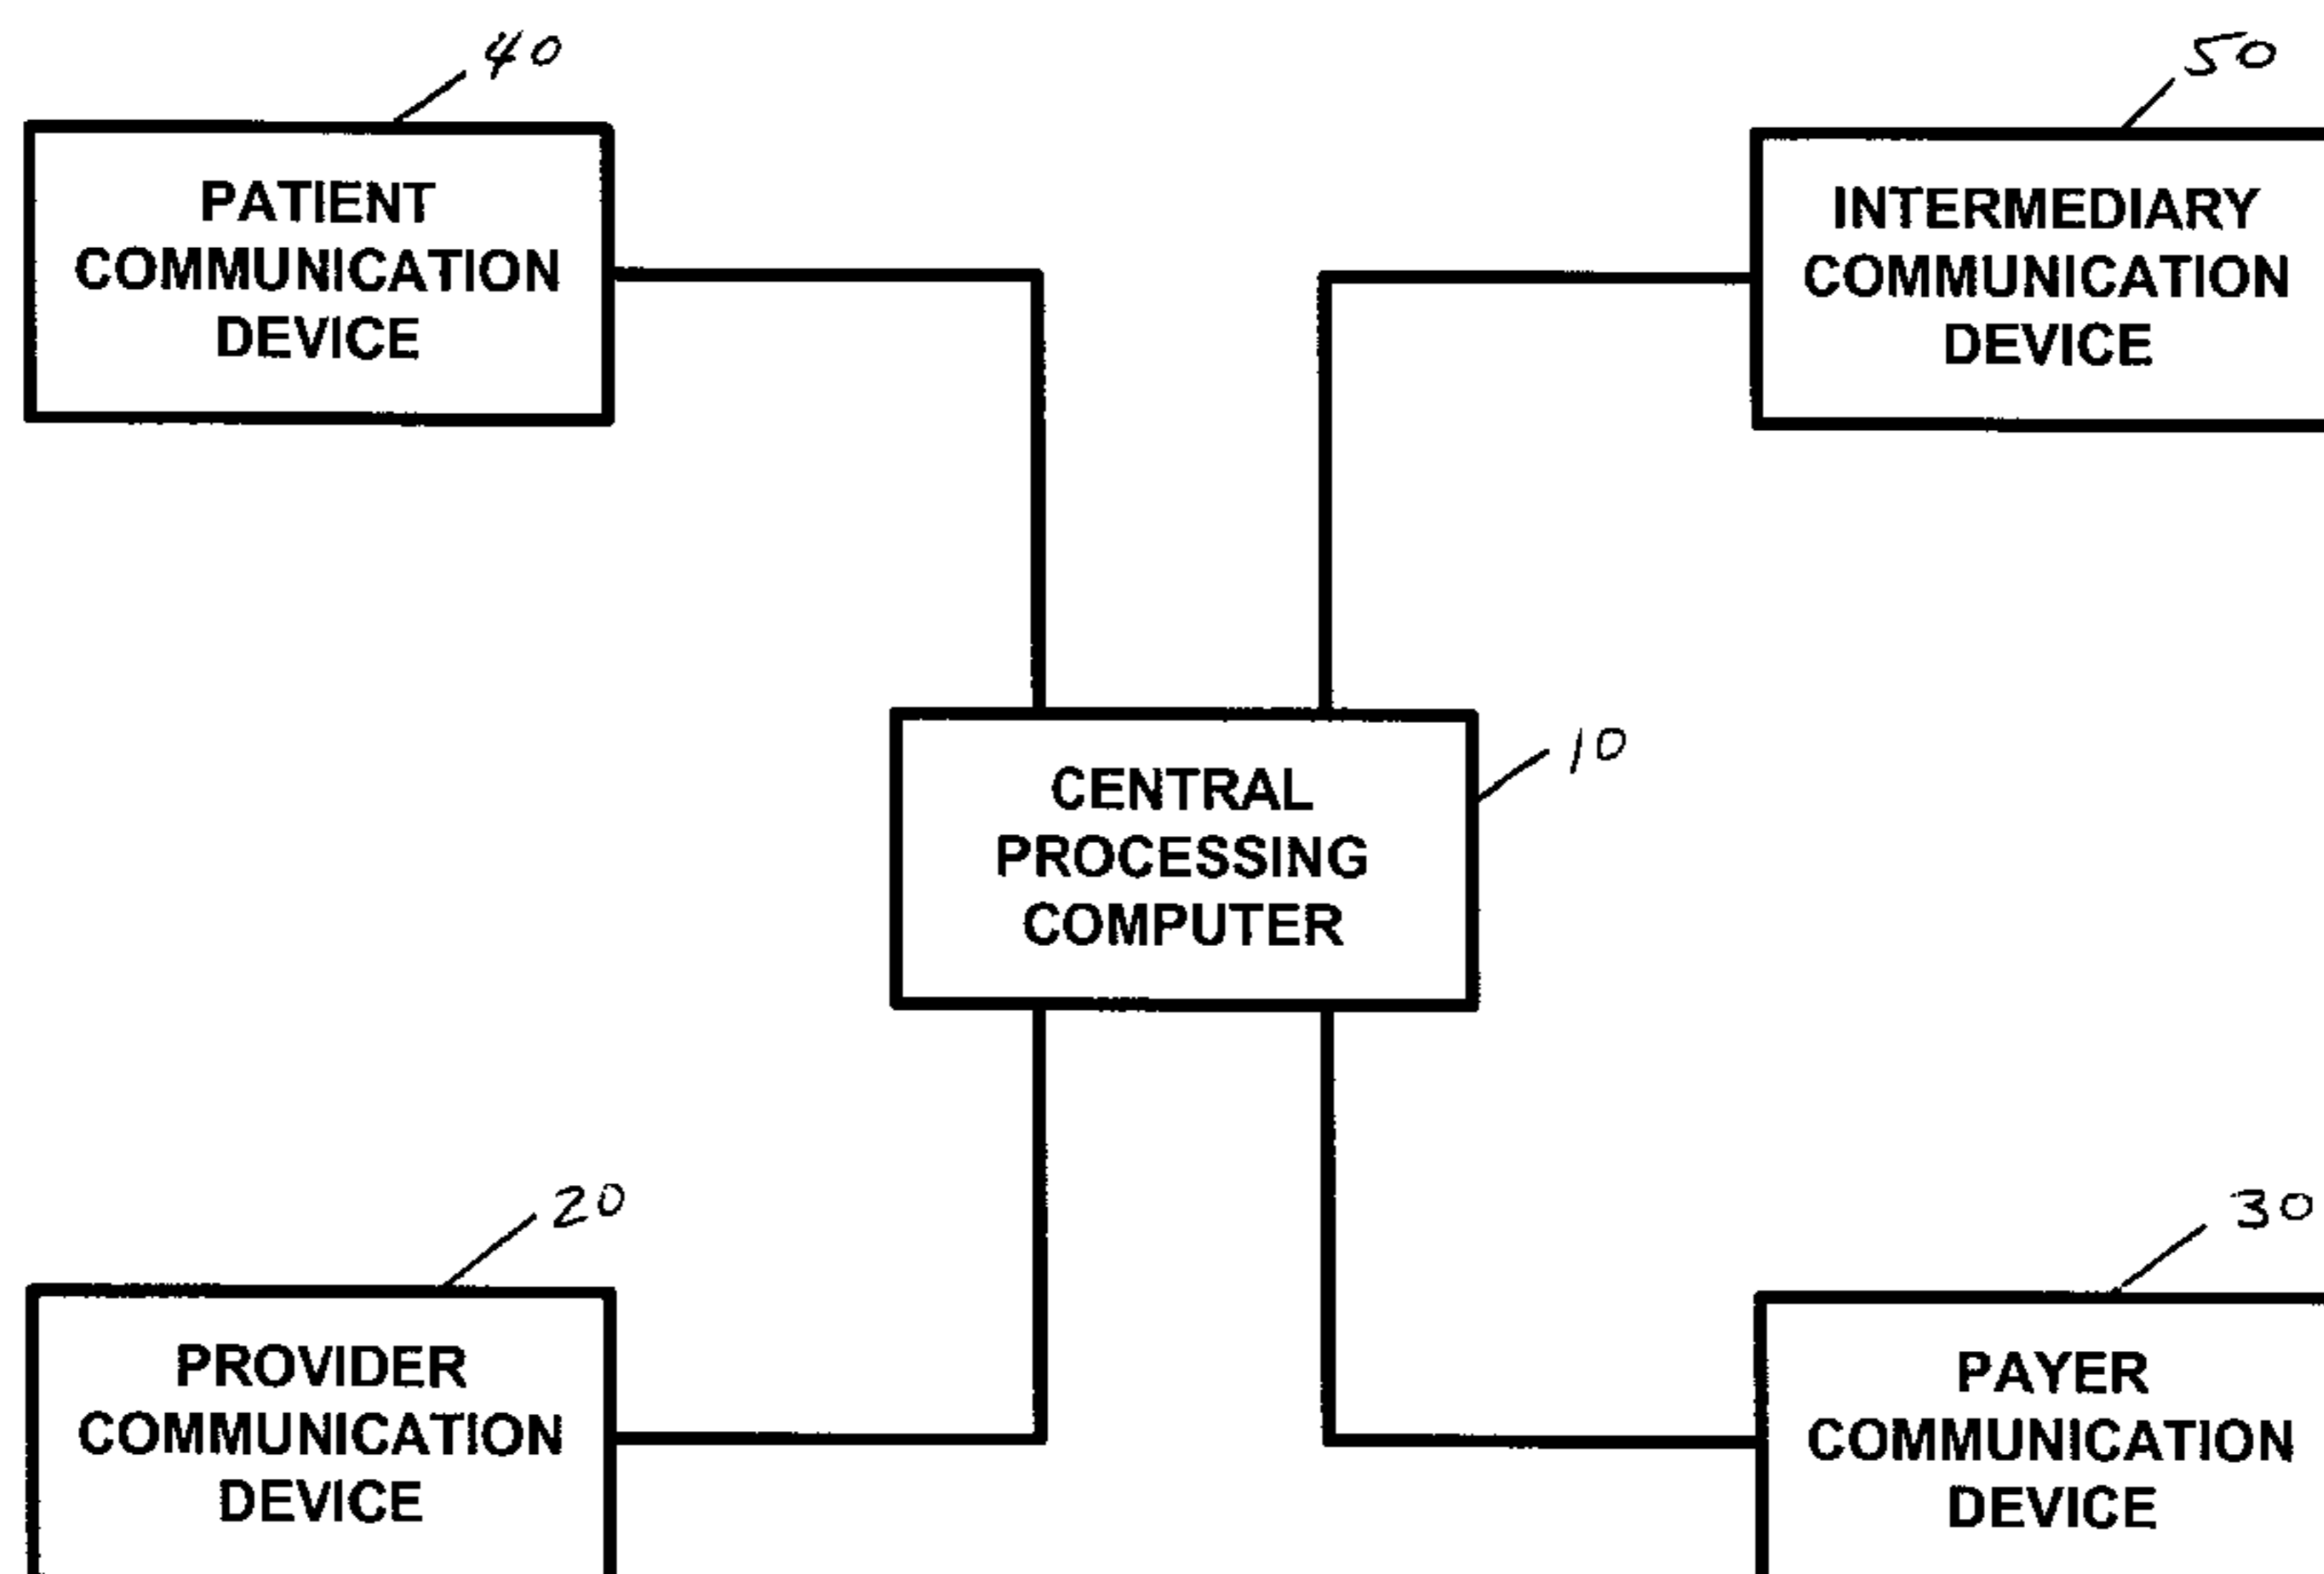 40
PATIENT
COMMUNICATION
DEVICE
50
INTERMEDIARY
COMMUNICATION
DEVICE
10
CENTRAL
PROCESSING
COMPUTER
20
PROVIDER
COMMUNICATION
DEVICE
30
PAYER
COMMUNICATION
DEVICE